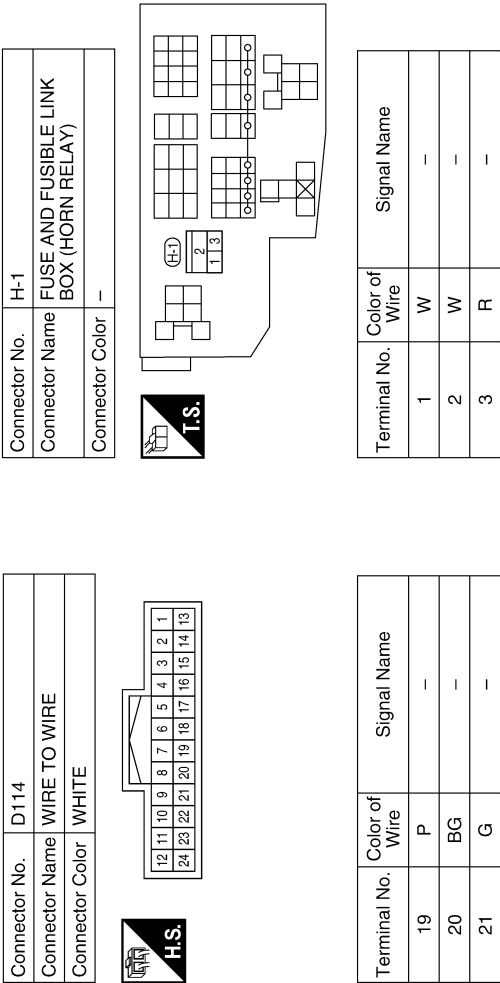 Connector No. D114
Connector Name WIRE TO WIRE
Connector Color WHITE
H.S.
12 11 10 9 8 7 6 5 4 3 2 1
24 23 22 21 20 19 18 17 16 15 14 13
Terminal No. Color of Wire Signal Name
19 P –
20 BG –
21 G –
Connector No. H-1
Connector Name FUSE AND FUSIBLE LINK
BOX (HORN RELAY)
Connector Color –
T.S.
H-1
2
1 3
Terminal No. Color of Wire Signal Name
1 W –
2 W –
3 R –